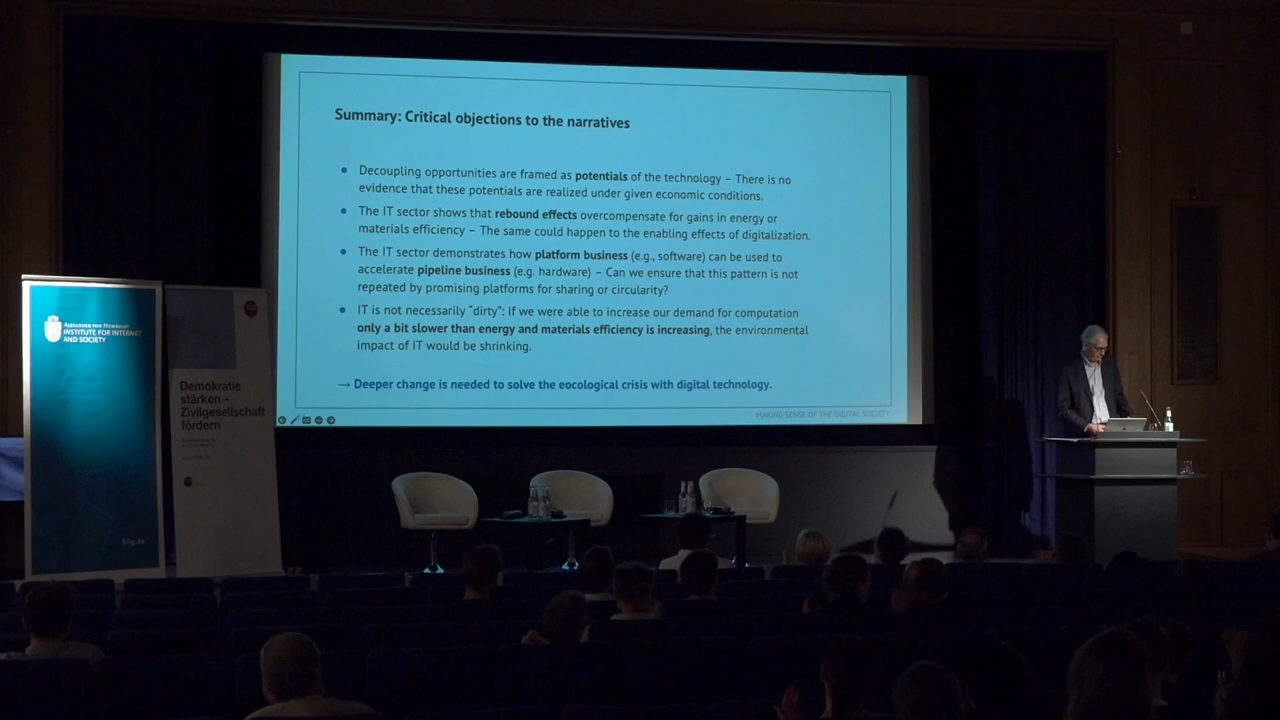 Summary: Critical objections to the narratives
Decoupling opportunities are framed as potentials of the technology – There is no
evidence that these potentials are realized under given economic conditions.
The IT sector shows that rebound effects overcompensate for gains in energy or
materials efficiency – The same could happen to the enabling effects of digitalization.
The IT sector demonstrates how platform business (e.g., software) can be used to
accelerate pipeline business (e.g. hardware) – Can we ensure that this pattern is not
repeated by promising platforms for sharing or circularity?
IT is not necessarily “dirty”: If we were able to increase our demand for computation
only a bit slower than energy and materials efficiency is increasing, the environmental
impact of IT would be shrinking.
→ Deeper change is needed to solve the eocological crisis with digital technology.
MAKING SENSE OF THE DIGITAL SOCIETY
ALEXANDER VON HUMBOLDT
INSTITUTE FOR INTERNET
AND SOCIETY
hiig.de
Demokratie
stärken –
Zivilgesellschaft
fördern